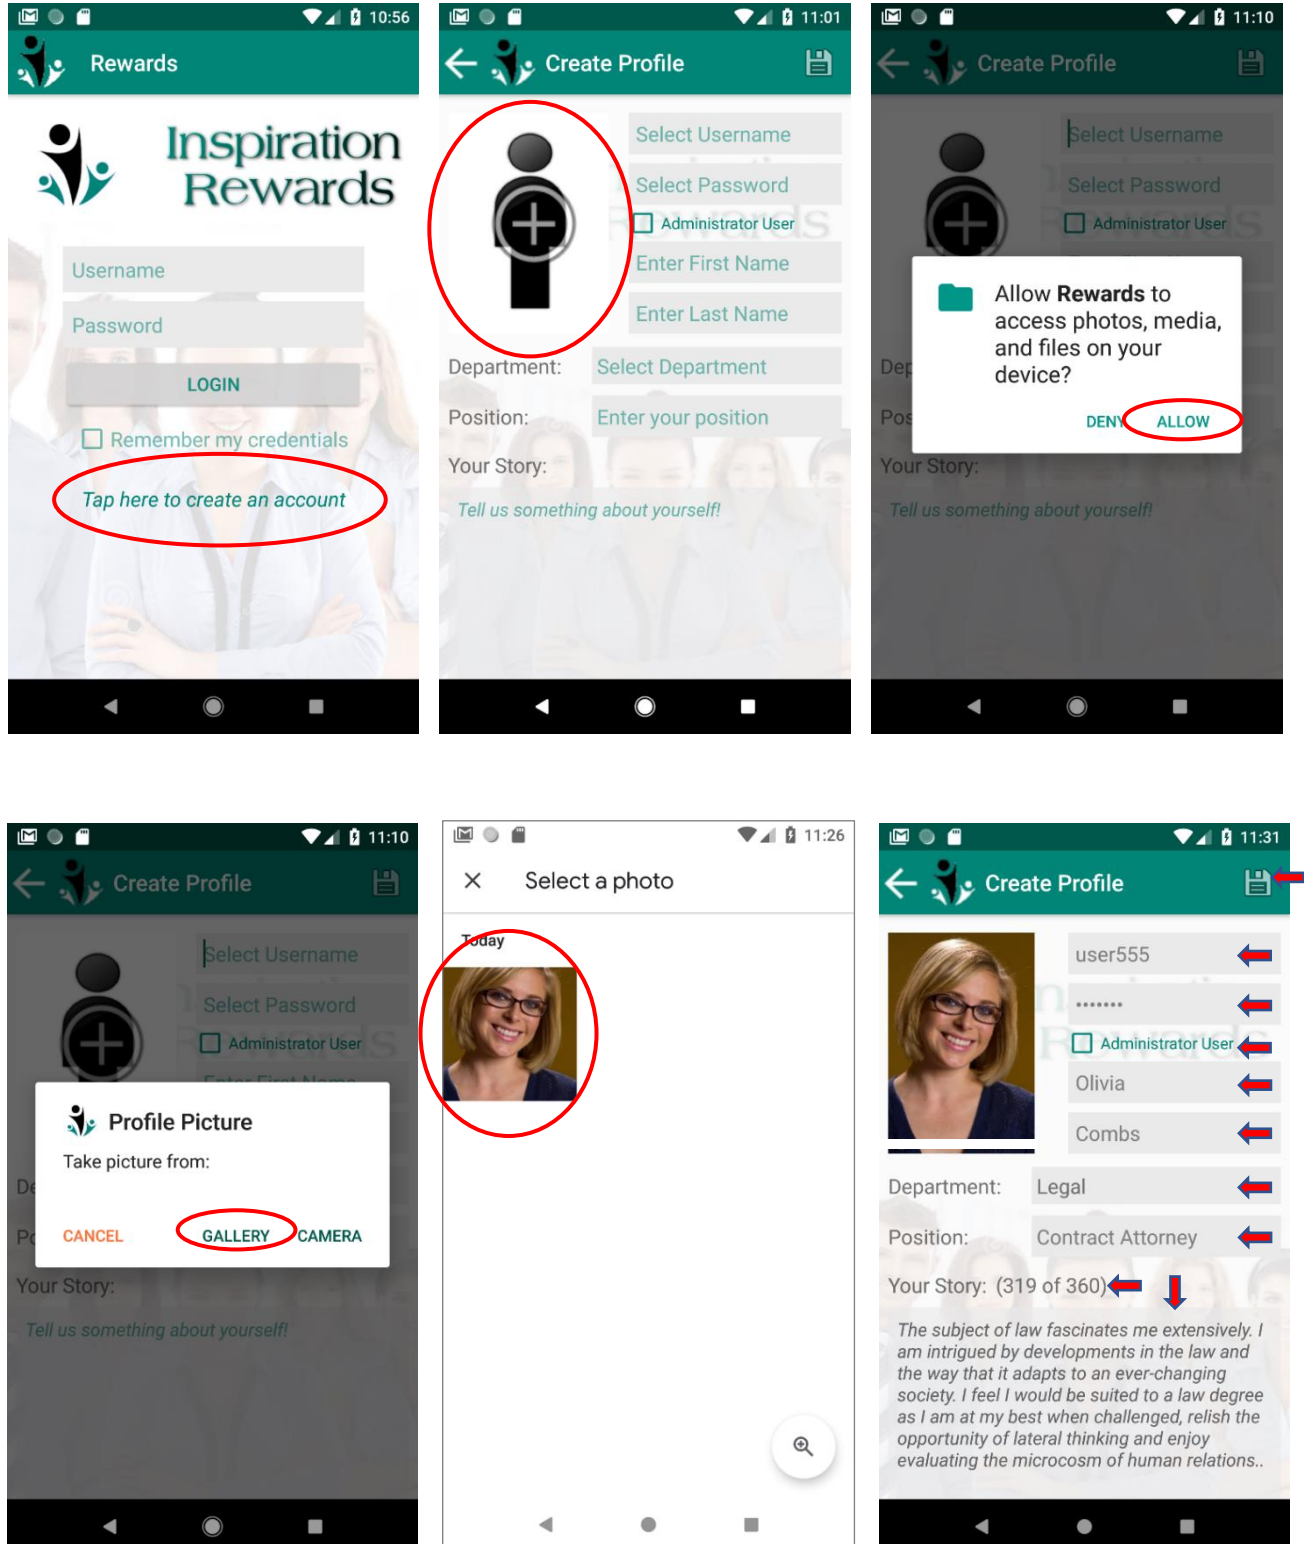 10:56
Rewards
Inspiration
Rewards
Username
Password
LOGIN
Remember my credentials
Tap here to create an account
11:01
Create Profile
Select Username
Select Password
Administrator User
Enter First Name
Enter Last Name
Department:
Select Department
Position:
Enter your position
Your Story:
Tell us something about yourself!
11:10
Create Profile
Select Username
Select Password
Administrator User
Allow Rewards to
access photos, media,
and files on your
device?
DENY
ALLOW
Your Story:
Tell us something about yourself!
11:10
Create Profile
Select Username
Select Password
Administrator User
Enter First Name
Profile Picture
Take picture from:
CANCEL
GALLERY
CAMERA
Your Story:
Tell us something about yourself!
11:26
Select a photo
Today
11:31
Create Profile
user555
•••••••
Administrator User
Olivia
Combs
Department:
Legal
Position:
Contract Attorney
Your Story: (319 of 360)
The subject of law fascinates me extensively. I
am intrigued by developments in the law and
the way that it adapts to an ever-changing
society. I feel I would be suited to a law degree
as I am at my best when challenged, relish the
opportunity of lateral thinking and enjoy
evaluating the microcosm of human relations..